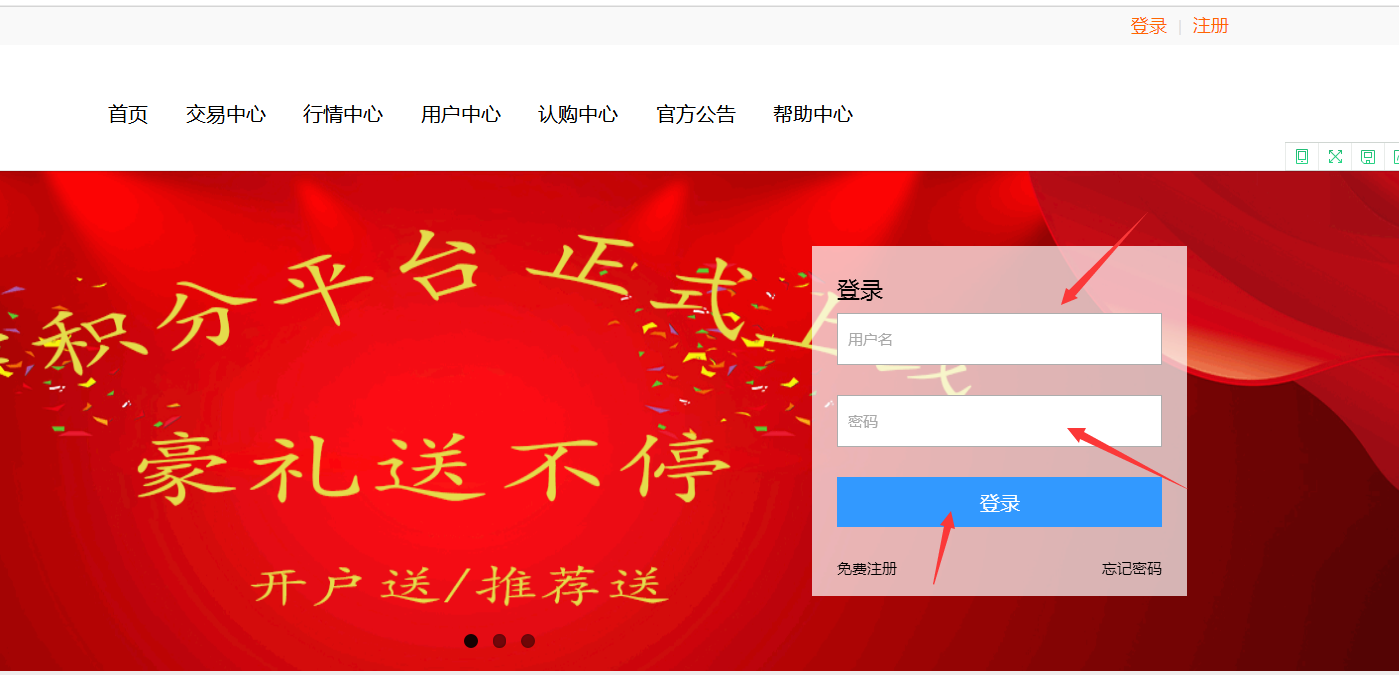 登录 | 注册
首页 交易中心 行情中心 用户中心 认购中心 官方公告 帮助中心
积分平台正式上线
豪礼送不停
开户送/推荐送
登录
用户名
密码
登录
免费注册 忘记密码